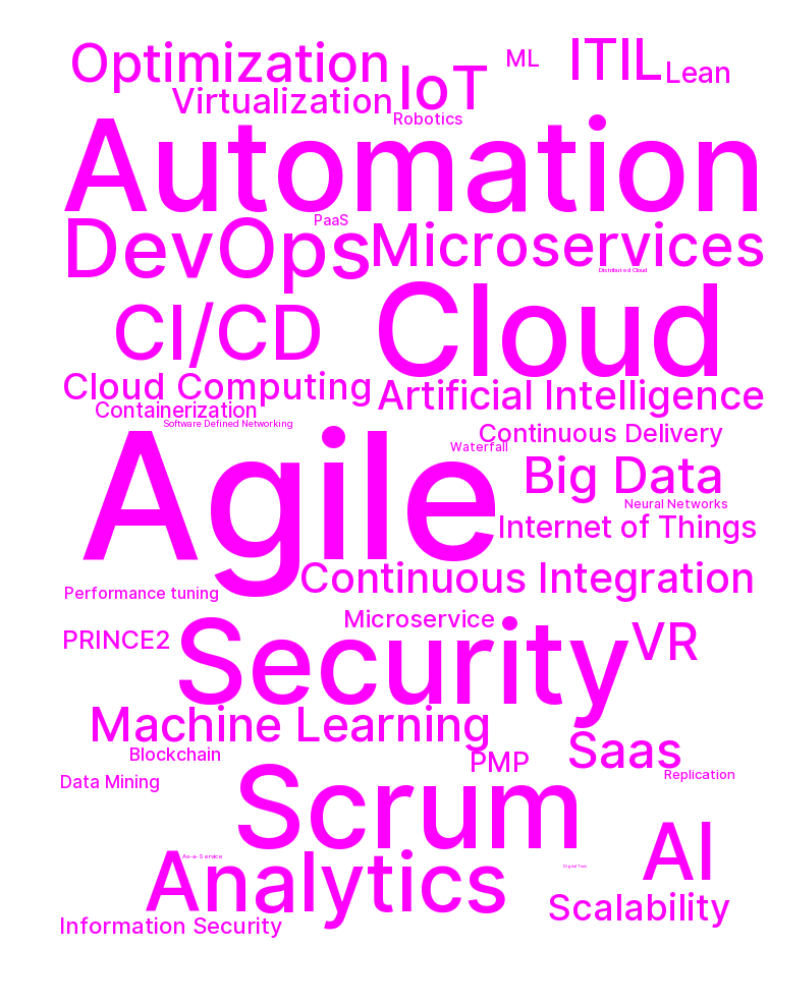 Optimization
ML
ITIL
Lean
IoT
Virtualization
Robotics
Automation
PaaS
DevOps
Microservices
Distributed Cloud
CI/CD
Cloud
Cloud Computing
Artificial Intelligence
Containerization
Software Defined Networking
Continuous Delivery
Waterfall
Agile
Big Data
Neural Networks
Internet of Things
Continuous Integration
Performance tuning
Microservice
PRINCE2
Security
VR
Machine Learning
Blockchain
PMP
Saas
Replication
Data Mining
Scrum
AI
As-a-Service
Analytics
Digital Twin
Scalability
Information Security